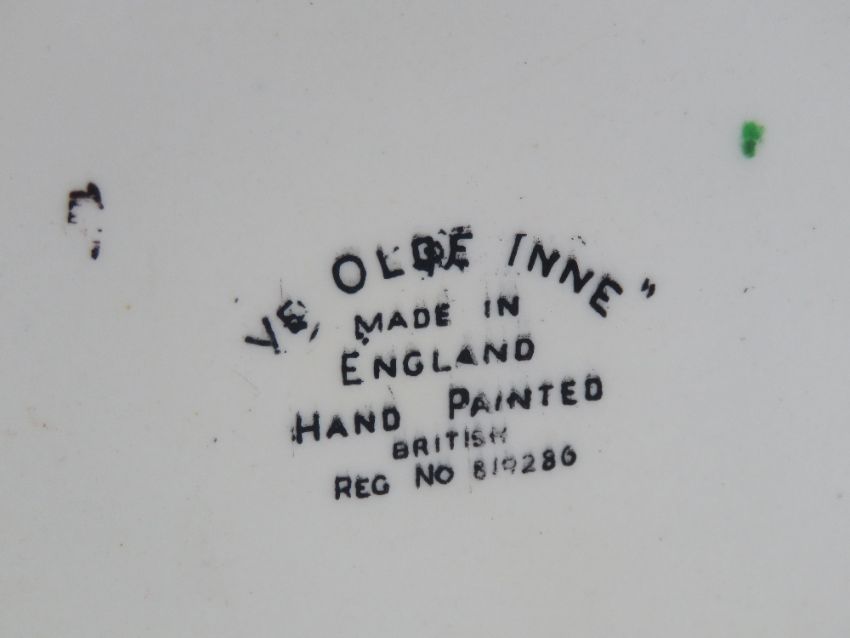 YE OLDE INNE"
MADE IN
ENGLAND
HAND PAINTED
BRITISH
REG NO 819286